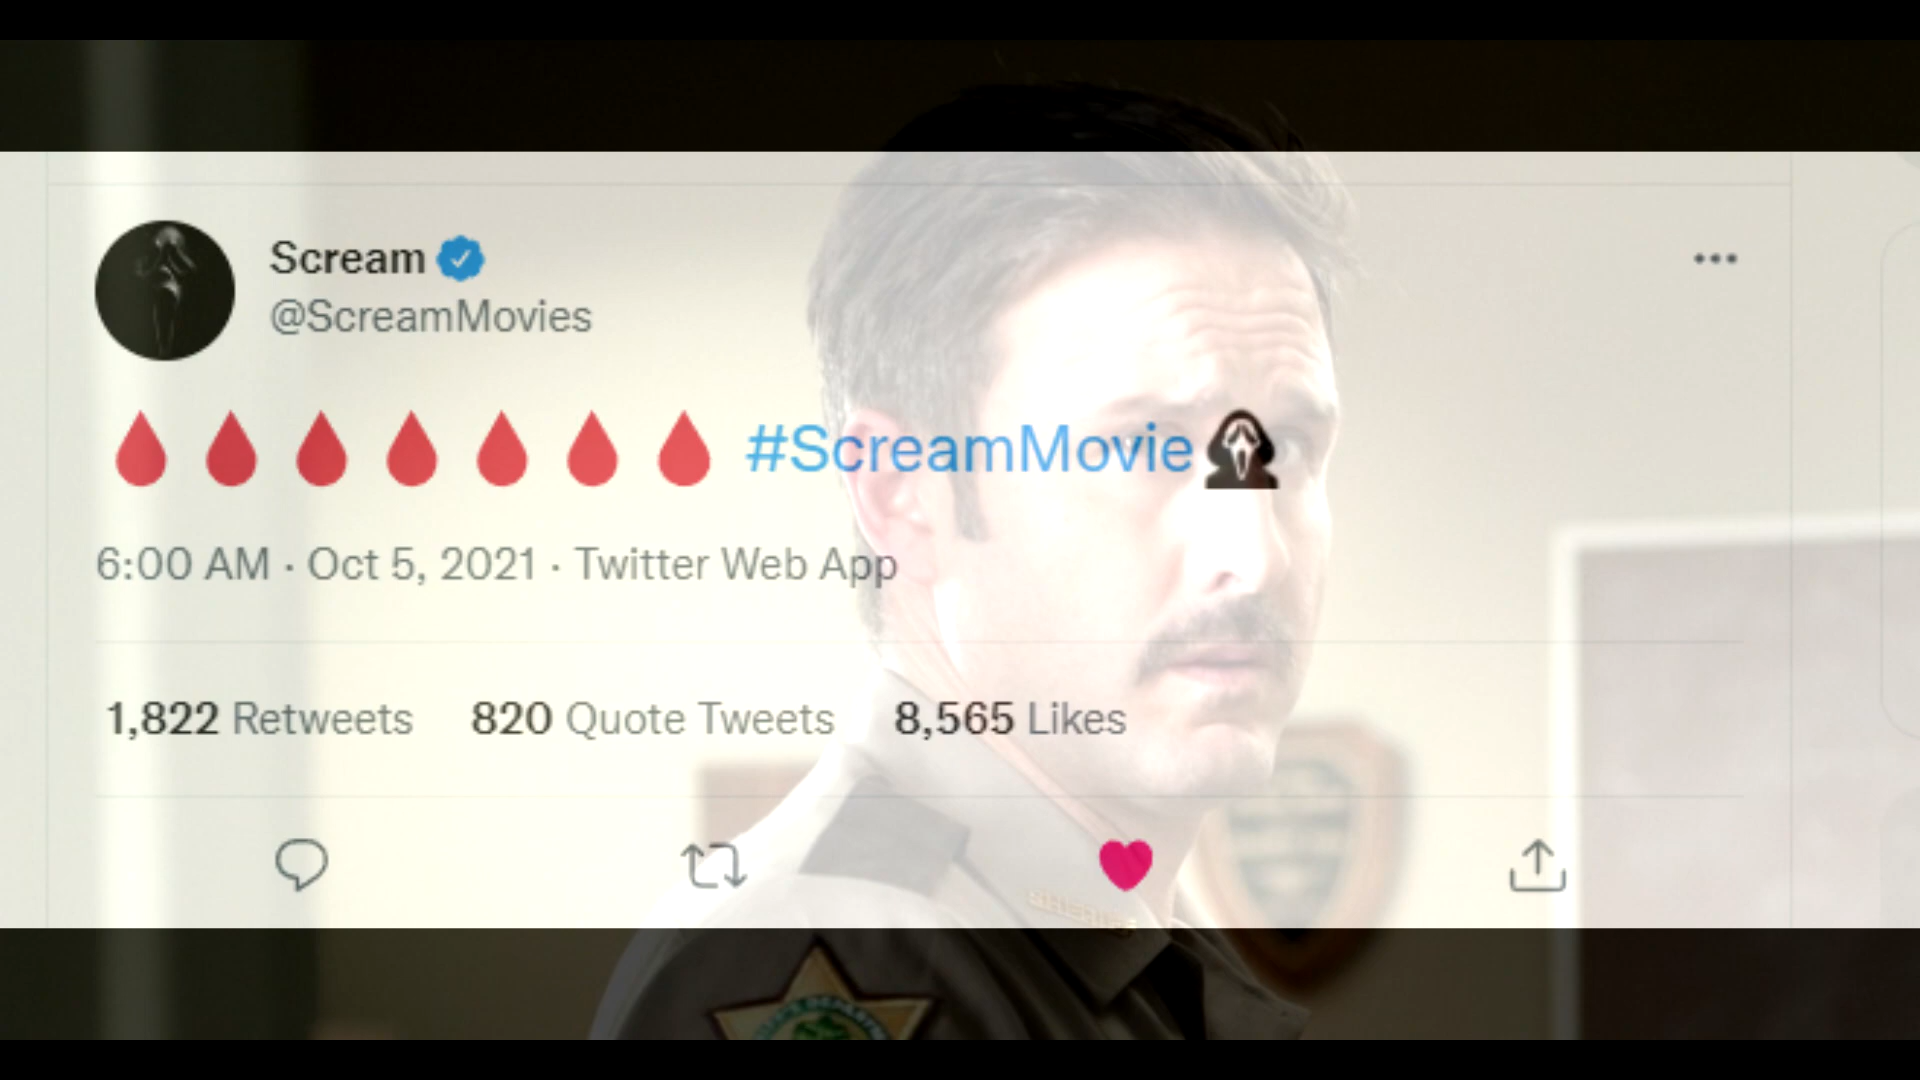 Scream
@ScreamMovies
🩸 🩸 🩸 🩸 🩸 🩸 🩸 #ScreamMovie
6:00 AM · Oct 5, 2021 · Twitter Web App
1,822 Retweets 820 Quote Tweets 8,565 Likes
SHERIFF